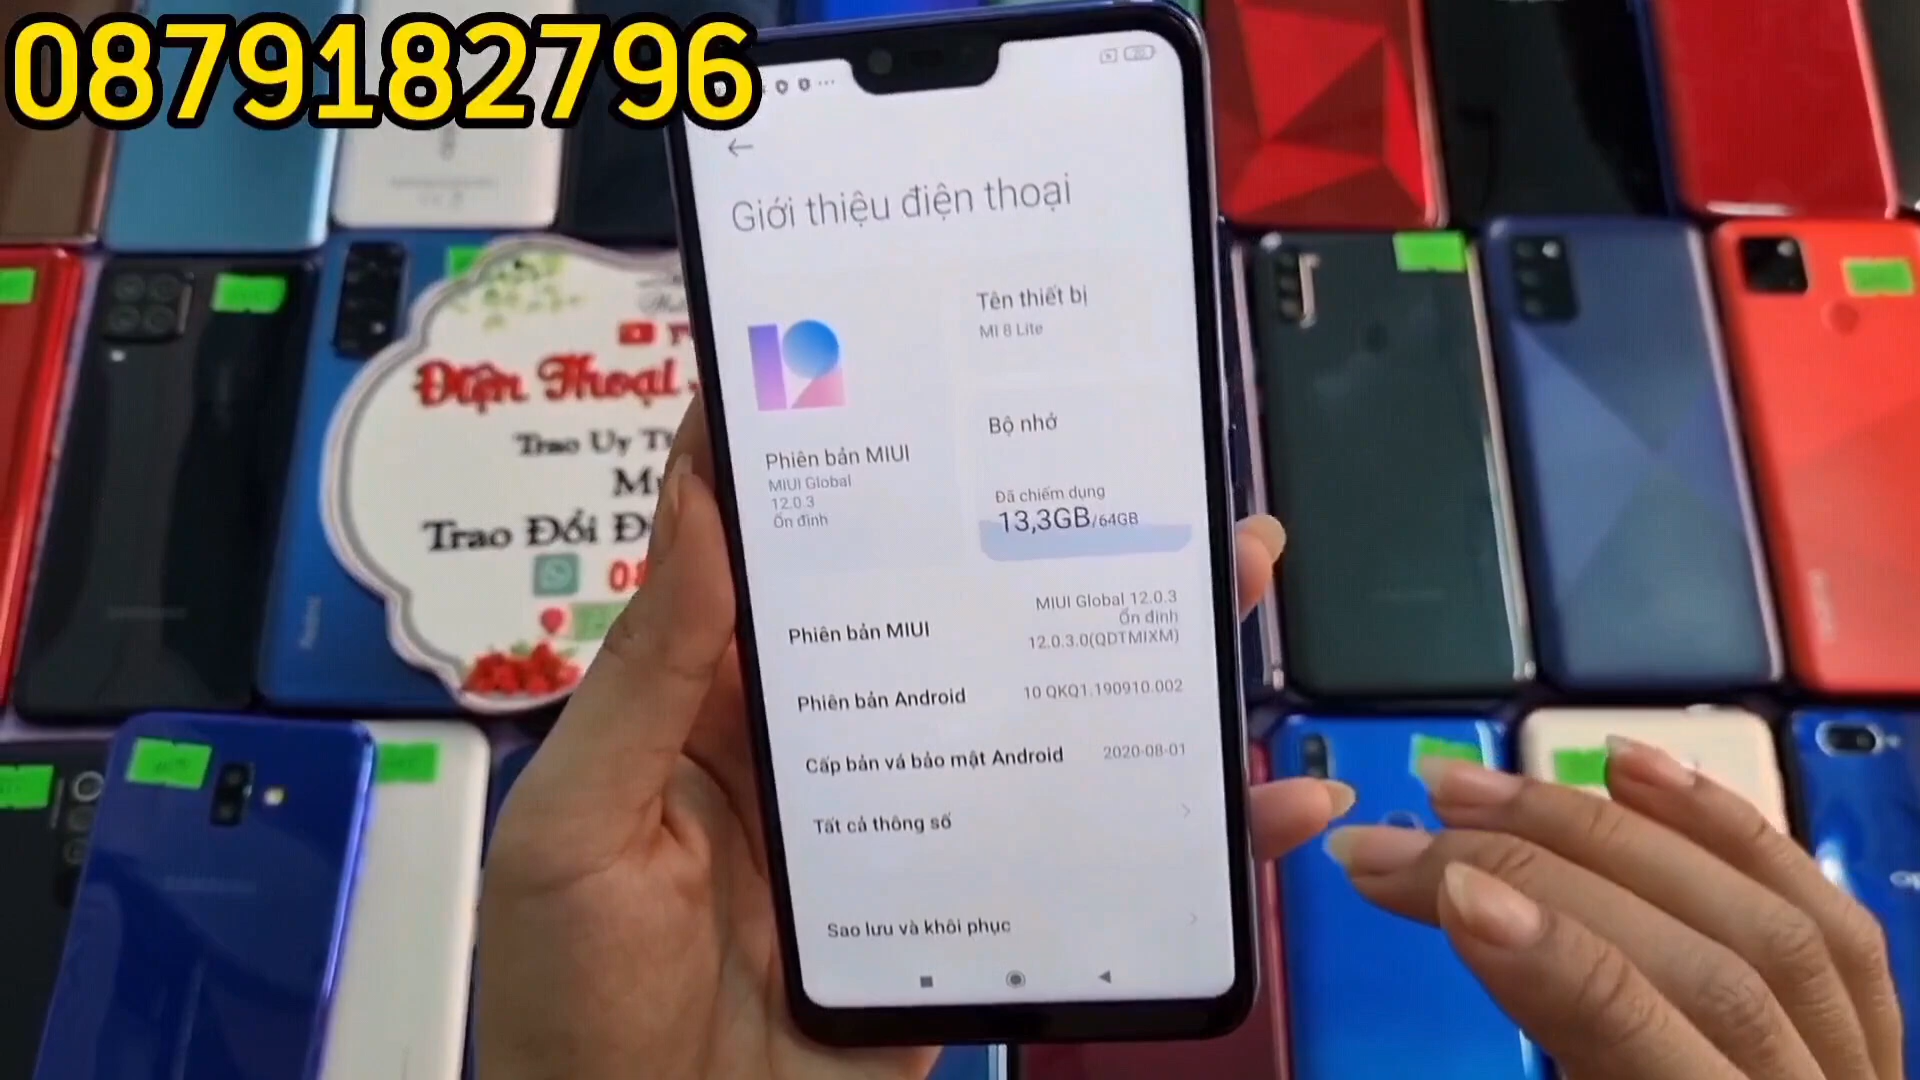 0879182796
Giới thiệu điện thoại
Tên thiết bị
MI 8 Lite
Bộ nhớ
Đã chiếm dụng
13,3GB/64GB
Phiên bản MIUI
MIUI Global
12.0.3
Ổn định
Phiên bản MIUI
MIUI Global 12.0.3
Ổn định
12.0.3.0(QDTMIXM)
Phiên bản Android
10 QKQ1.190910.002
Cấp bản vá bảo mật Android
2020-08-01
Tất cả thông số
Sao lưu và khôi phục
Điện Thoại
Trao Uy
Trao Đổi